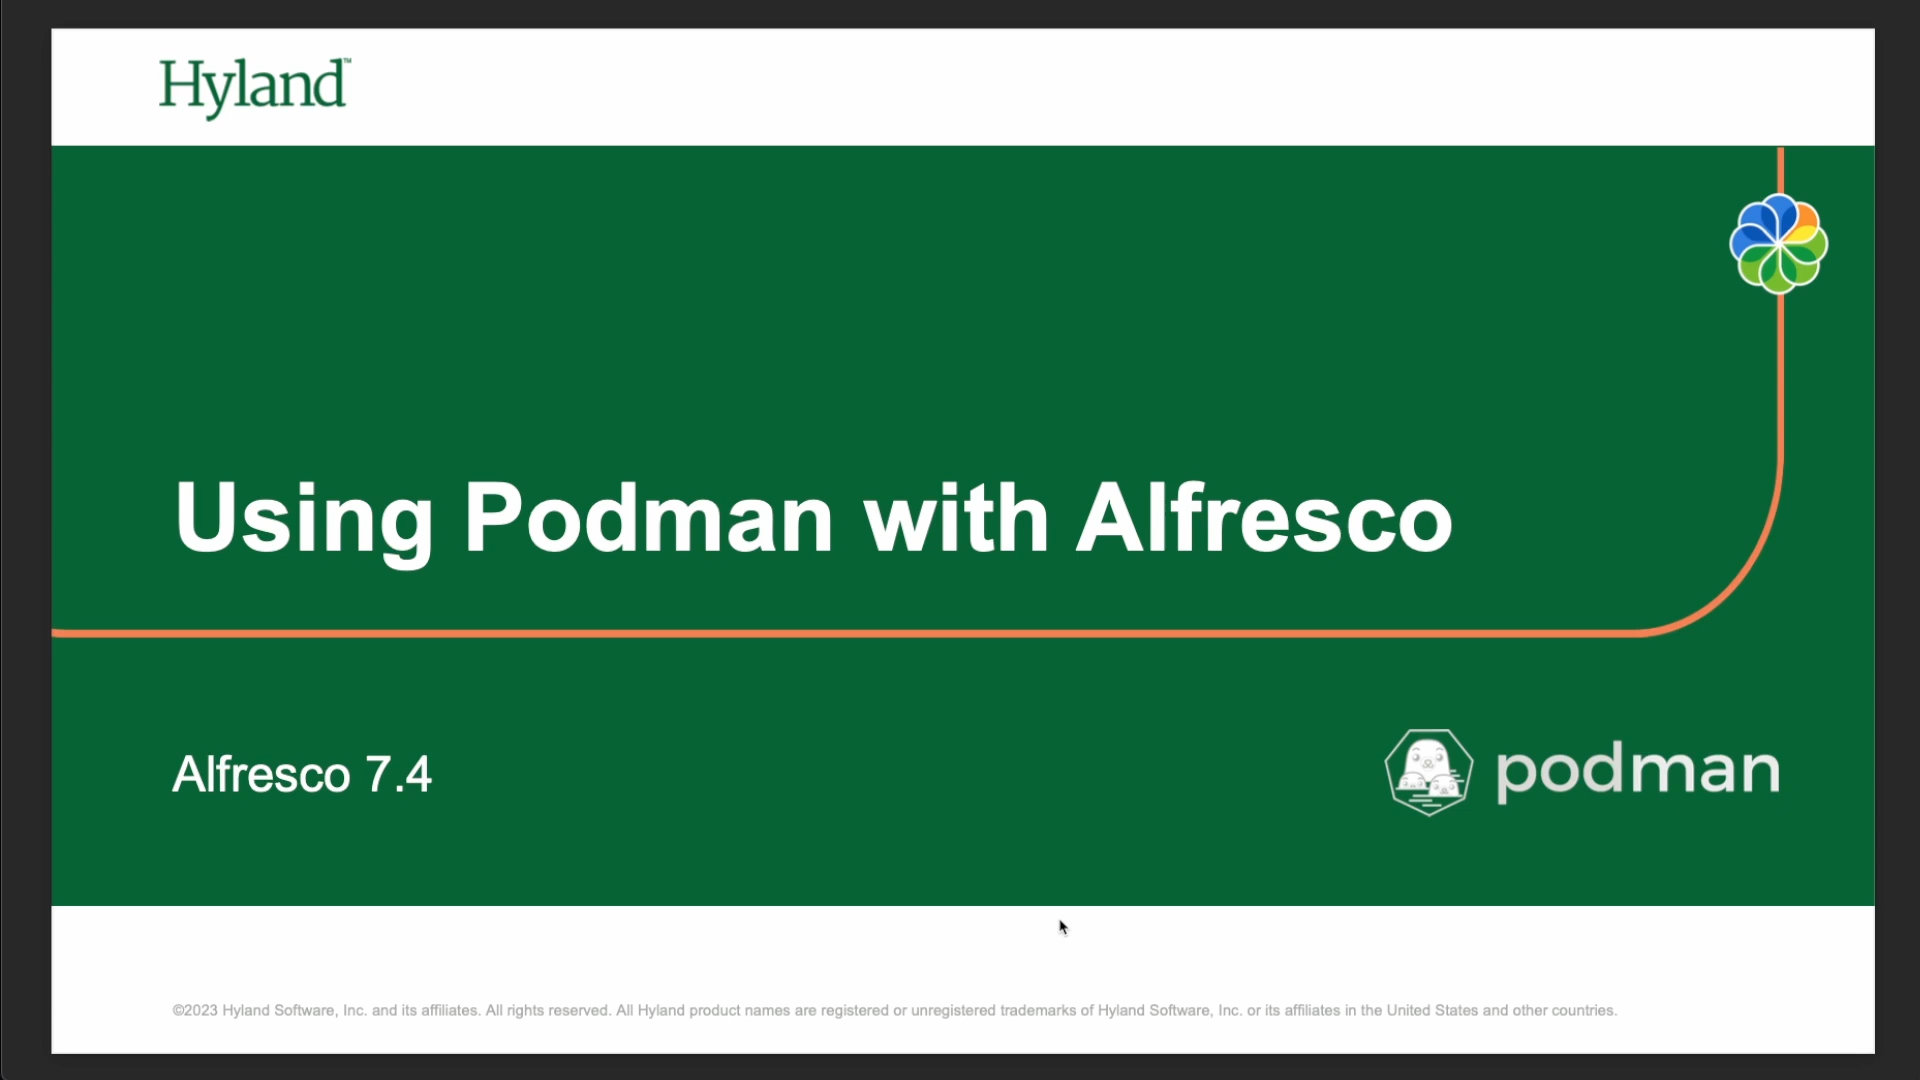 Hyland™
Using Podman with Alfresco
Alfresco 7.4
podman
©2023 Hyland Software, Inc. and its affiliates. All rights reserved. All Hyland product names are registered or unregistered trademarks of Hyland Software, Inc. or its affiliates in the United States and other countries.